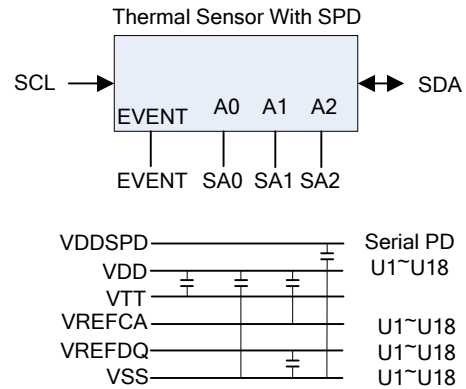 Thermal Sensor With SPD
SCL
SDA
EVENT A0 A1 A2
EVENT SA0 SA1 SA2
VDDSPD Serial PD
VDD U1~U18
VTT
VREFCA U1~U18
VREFDQ U1~U18
VSS U1~U18